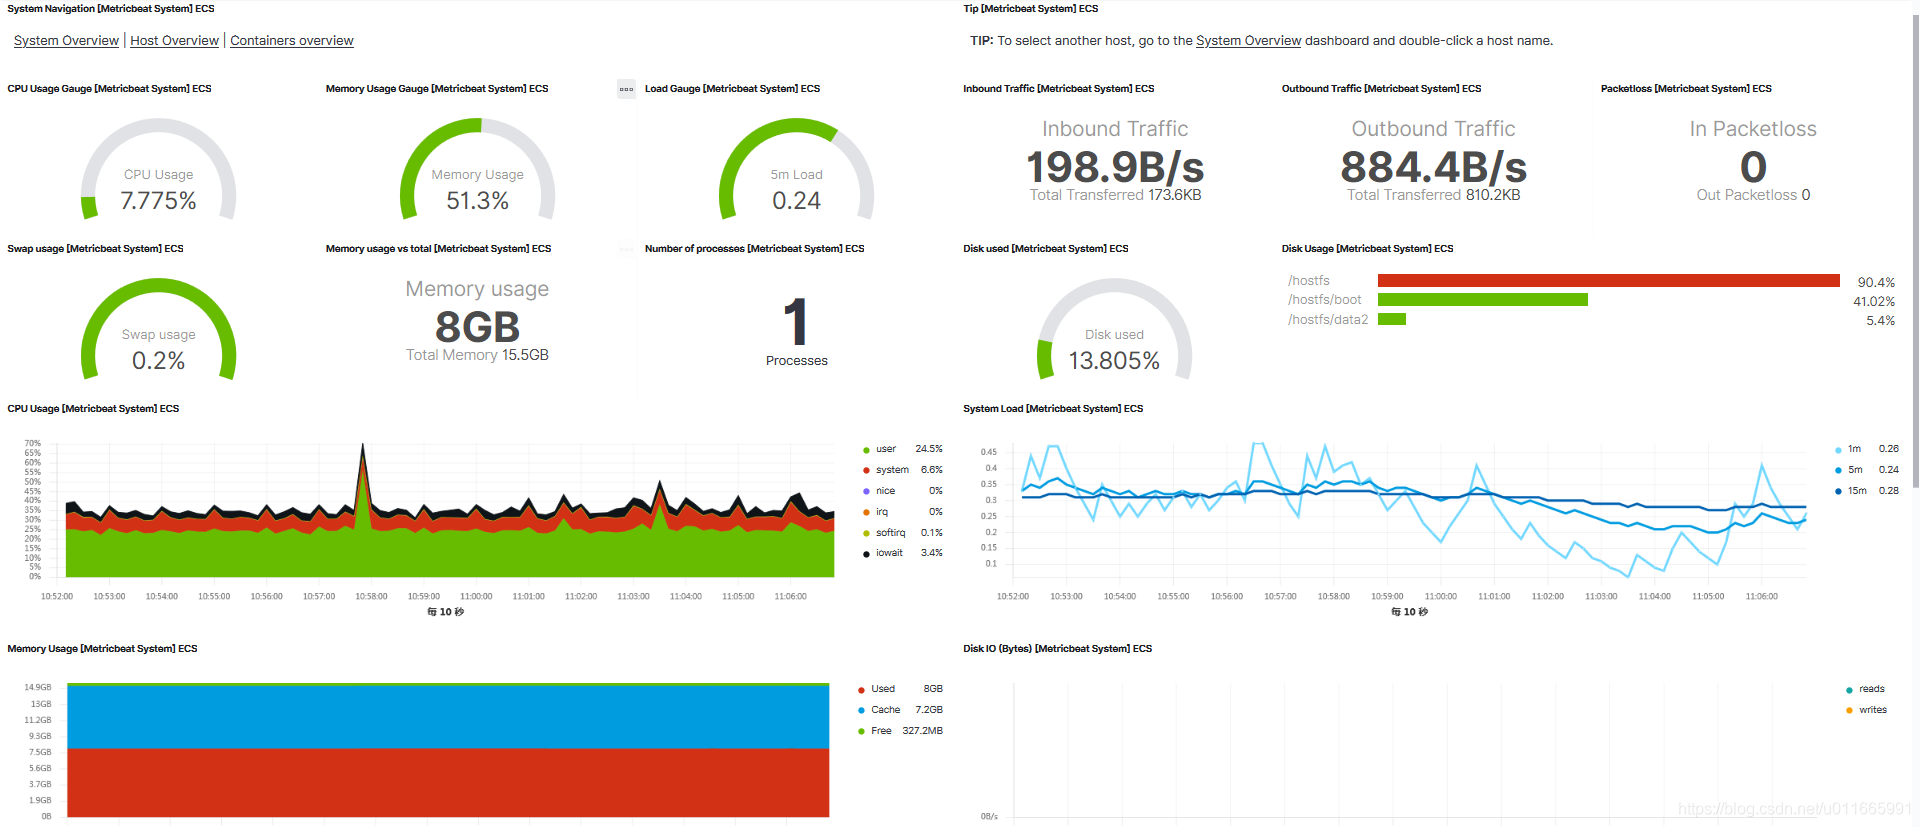 System Navigation [Metricbeat System] ECS
System Overview | Host Overview | Containers overview
Tip [Metricbeat System] ECS
TIP: To select another host, go to the System Overview dashboard and double-click a host name.
CPU Usage Gauge [Metricbeat System] ECS
CPU Usage
7.775%
Memory Usage Gauge [Metricbeat System] ECS
Memory Usage
51.3%
Load Gauge [Metricbeat System] ECS
5m Load
0.24
Inbound Traffic [Metricbeat System] ECS
Inbound Traffic
198.9B/s
Total Transferred 173.6KB
Outbound Traffic [Metricbeat System] ECS
Outbound Traffic
884.4B/s
Total Transferred 810.2KB
Packetloss [Metricbeat System] ECS
In Packetloss
0
Out Packetloss 0
Swap usage [Metricbeat System] ECS
Swap usage
0.2%
Memory usage vs total [Metricbeat System] ECS
Memory usage
8GB
Total Memory 15.5GB
Number of processes [Metricbeat System] ECS
1
Processes
Disk used [Metricbeat System] ECS
Disk used
13.805%
Disk Usage [Metricbeat System] ECS
/hostfs 90.4%
/hostfs/boot 41.02%
/hostfs/data2 5.4%
CPU Usage [Metricbeat System] ECS
70%
65%
60%
55%
50%
45%
40%
35%
30%
25%
20%
15%
10%
5%
0%
10:52:00 10:53:00 10:54:00 10:55:00 10:56:00 10:57:00 10:58:00 10:59:00 11:00:00 11:01:00 11:02:00 11:03:00 11:04:00 11:05:00 11:06:00
每 10 秒
user 24.5%
system 6.6%
nice 0%
irq 0%
softirq 0.1%
iowait 3.4%
System Load [Metricbeat System] ECS
0.45
0.4
0.35
0.3
0.25
0.2
0.15
0.1
10:52:00 10:53:00 10:54:00 10:55:00 10:56:00 10:57:00 10:58:00 10:59:00 11:00:00 11:01:00 11:02:00 11:03:00 11:04:00 11:05:00 11:06:00
每 10 秒
1m 0.26
5m 0.24
15m 0.28
Memory Usage [Metricbeat System] ECS
14.9GB
13GB
11.2GB
9.3GB
7.5GB
5.6GB
3.7GB
1.9GB
0B
Used 8GB
Cache 7.2GB
Free 327.2MB
Disk IO (Bytes) [Metricbeat System] ECS
0B/s
reads
writes
https://blog.csdn.net/u011665991